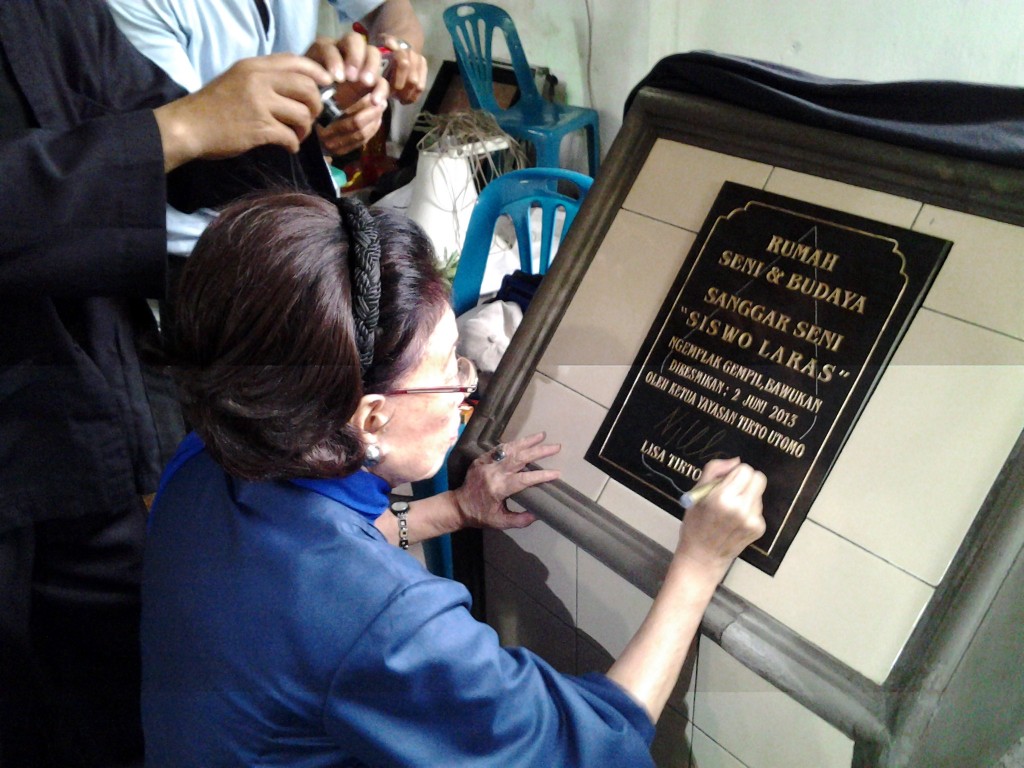 RUMAH
SENI & BUDAYA
SANGGAR SENI
"SISWO LARAS"
NGEMPLAK GEMPIL, BAWUKAN
DIRESMIKAN : 2 JUNI 2013
OLEH KETUA YAYASAN TIRTO UTOMO
LISA TIRTO